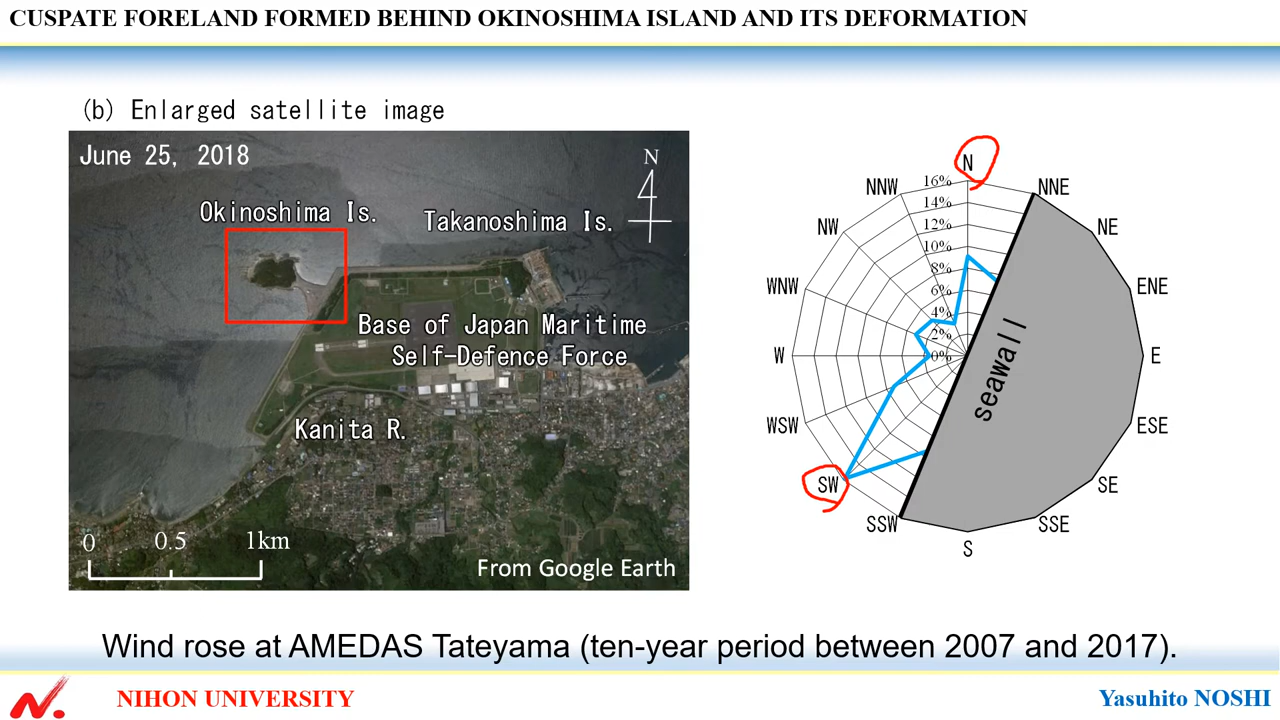 CUSPATE FORELAND FORMED BEHIND OKINOSHIMA ISLAND AND ITS DEFORMATION
(b) Enlarged satellite image
June 25, 2018
N
Okinoshima Is.
Takanoshima Is.
Base of Japan Maritime
Self-Defence Force
Kanita R.
0 0.5 1km
From Google Earth
N
NNE
NE
ENE
E
ESE
SE
SSE
S
SSW
SW
WSW
W
WNW
NW
NNW
16%
14%
12%
10%
8%
6%
4%
2%
0%
seawall
Wind rose at AMEDAS Tateyama (ten-year period between 2007 and 2017).
N.
NIHON UNIVERSITY
Yasuhito NOSHI